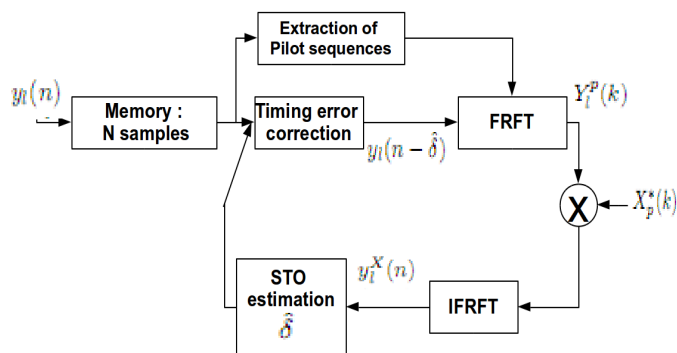 Extraction of
Pilot sequences
y_l(n)
Memory :
N samples
Timing error
correction
y_l(n − δ̂)
FRFT
Y_l^p(k)
X
X_p^*(k)
STO
estimation
δ̂
y_l^X(n)
IFRFT